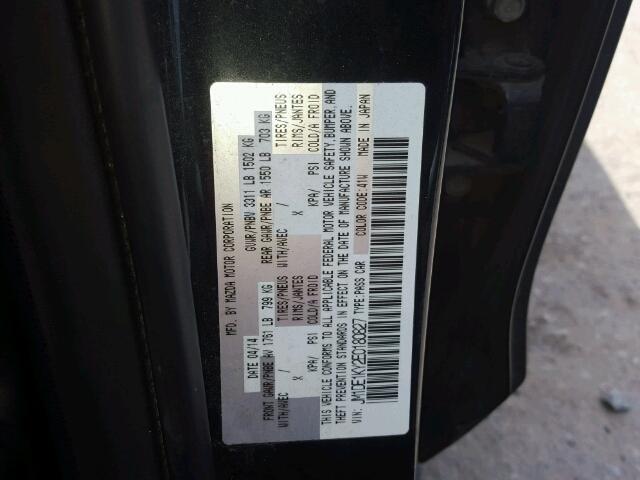 MFD. BY MAZDA MOTOR CORPORATION
DATE 04/14 GVWR/PNBV 3311 LB 1502 KG
FRONT GAWR/PNBE AV 1761 LB 799 KG REAR GAWR/PNBE AR 1550 LB 703 KG
WITH/AVEC / TIRES/PNEUS WITH/AVEC / TIRES/PNEUS
X RIMS/JANTES X RIMS/JANTES
KPA/ PSI COLD/A FROID KPA/ PSI COLD/A FROID
THIS VEHICLE CONFORMS TO ALL APPLICABLE FEDERAL MOTOR VEHICLE SAFETY, BUMPER, AND
THEFT PREVENTION STANDARDS IN EFFECT ON THE DATE OF MANUFACTURE SHOWN ABOVE.
VIN: JM1DE1KY2E0180827 TYPE:PASS CAR COLOR CODE:41W MADE IN JAPAN